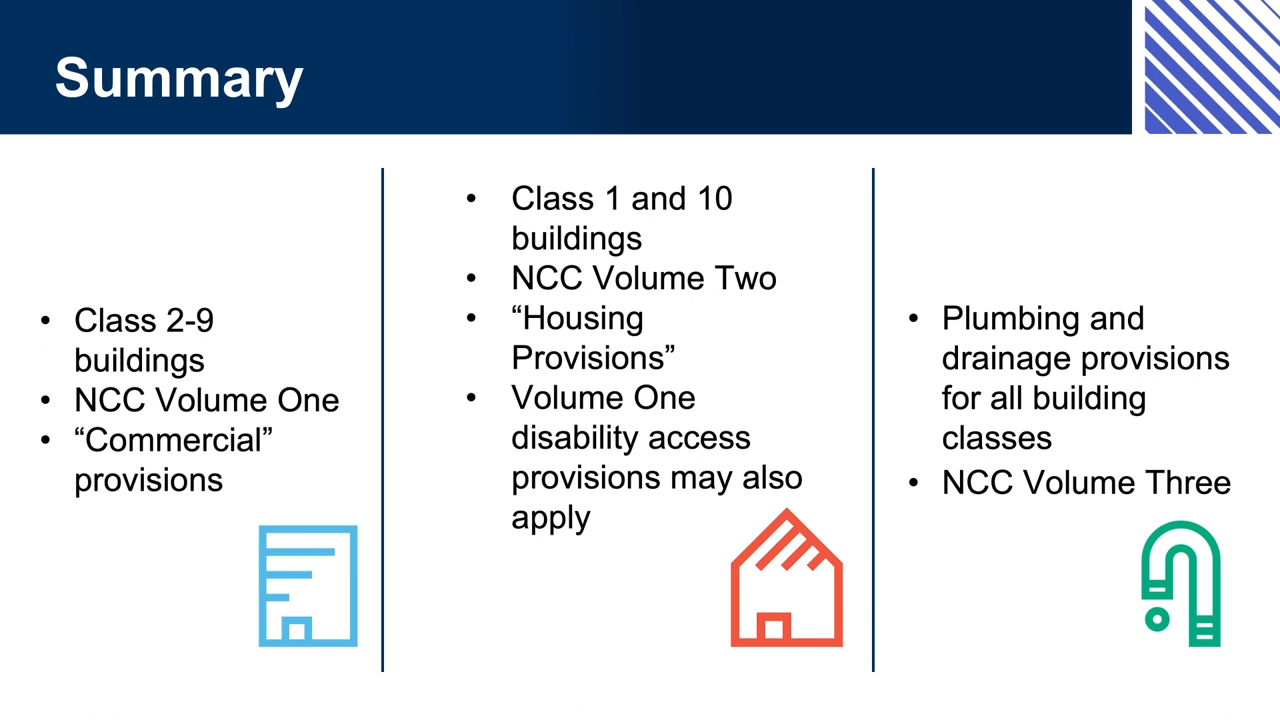 Summary
• Class 2-9
buildings
• NCC Volume One
• “Commercial”
provisions
• Class 1 and 10
buildings
• NCC Volume Two
• “Housing
Provisions”
• Volume One
disability access
provisions may also
apply
• Plumbing and
drainage provisions
for all building
classes
• NCC Volume Three